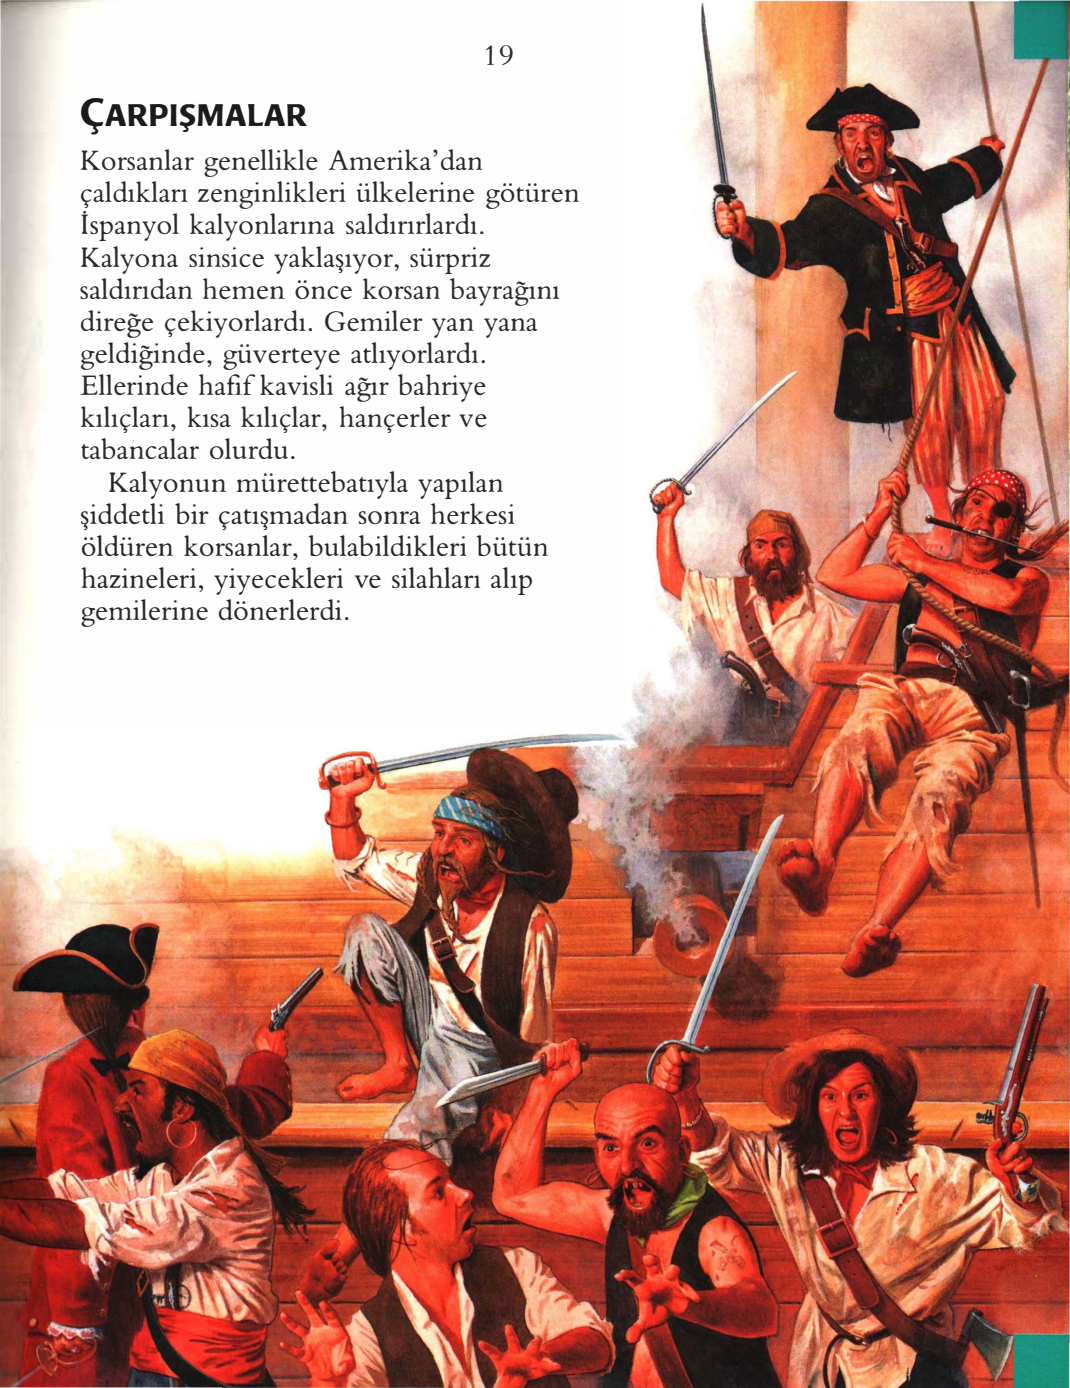 19
ÇARPIŞMALAR
Korsanlar genellikle Amerika’dan
çaldıkları zenginlikleri ülkelerine götüren
İspanyol kalyonlarına saldırırlardı.
Kalyona sinsice yaklaşıyor, sürpriz
saldırıdan hemen önce korsan bayrağını
direğe çekiyorlardı. Gemiler yan yana
geldiğinde, güverteye atlıyorlardı.
Ellerinde hafif kavisli ağır bahriye
kılıçları, kısa kılıçlar, hançerler ve
tabancalar olurdu.
Kalyonun mürettebatıyla yapılan
şiddetli bir çatışmadan sonra herkesi
öldüren korsanlar, bulabildikleri bütün
hazineleri, yiyecekleri ve silahları alıp
gemilerine dönerlerdi.